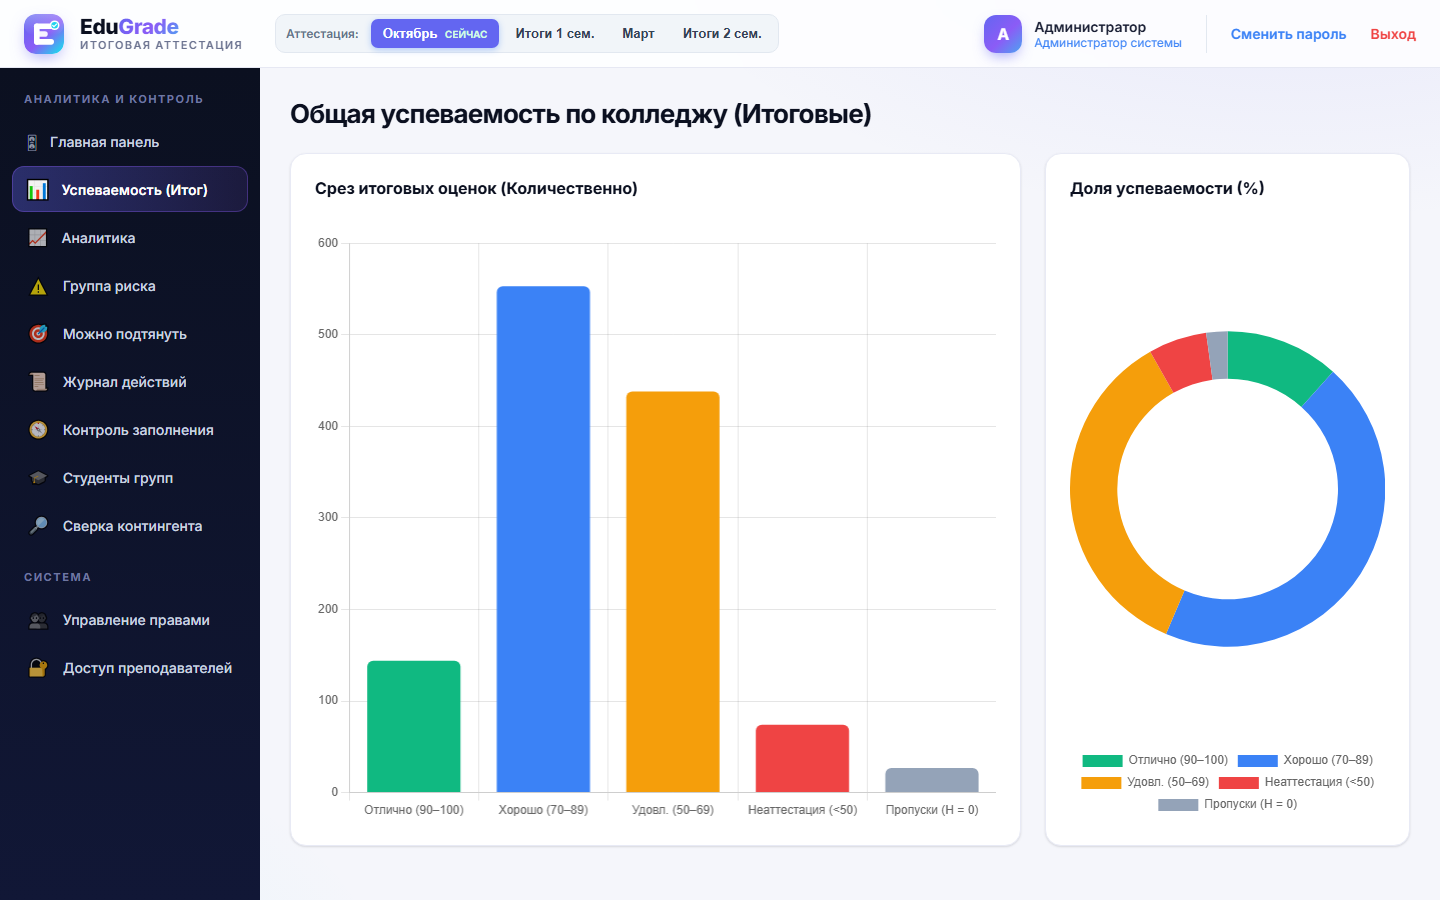 EduGrade
ИТОГОВАЯ АТТЕСТАЦИЯ
Аттестация: Октябрь СЕЙЧАС Итоги 1 сем. Март Итоги 2 сем.
А
Администратор
Администратор системы
Сменить пароль Выход
АНАЛИТИКА И КОНТРОЛЬ
Главная панель
Успеваемость (Итог)
Аналитика
Группа риска
Можно подтянуть
Журнал действий
Контроль заполнения
Студенты групп
Сверка контингента
СИСТЕМА
Управление правами
Доступ преподавателей
Общая успеваемость по колледжу (Итоговые)
Срез итоговых оценок (Количественно)
600
500
400
300
200
100
0
Отлично (90–100) Хорошо (70–89) Удовл. (50–69) Неаттестация (<50) Пропуски (Н = 0)
Доля успеваемости (%)
Отлично (90–100) Хорошо (70–89)
Удовл. (50–69) Неаттестация (<50)
Пропуски (Н = 0)